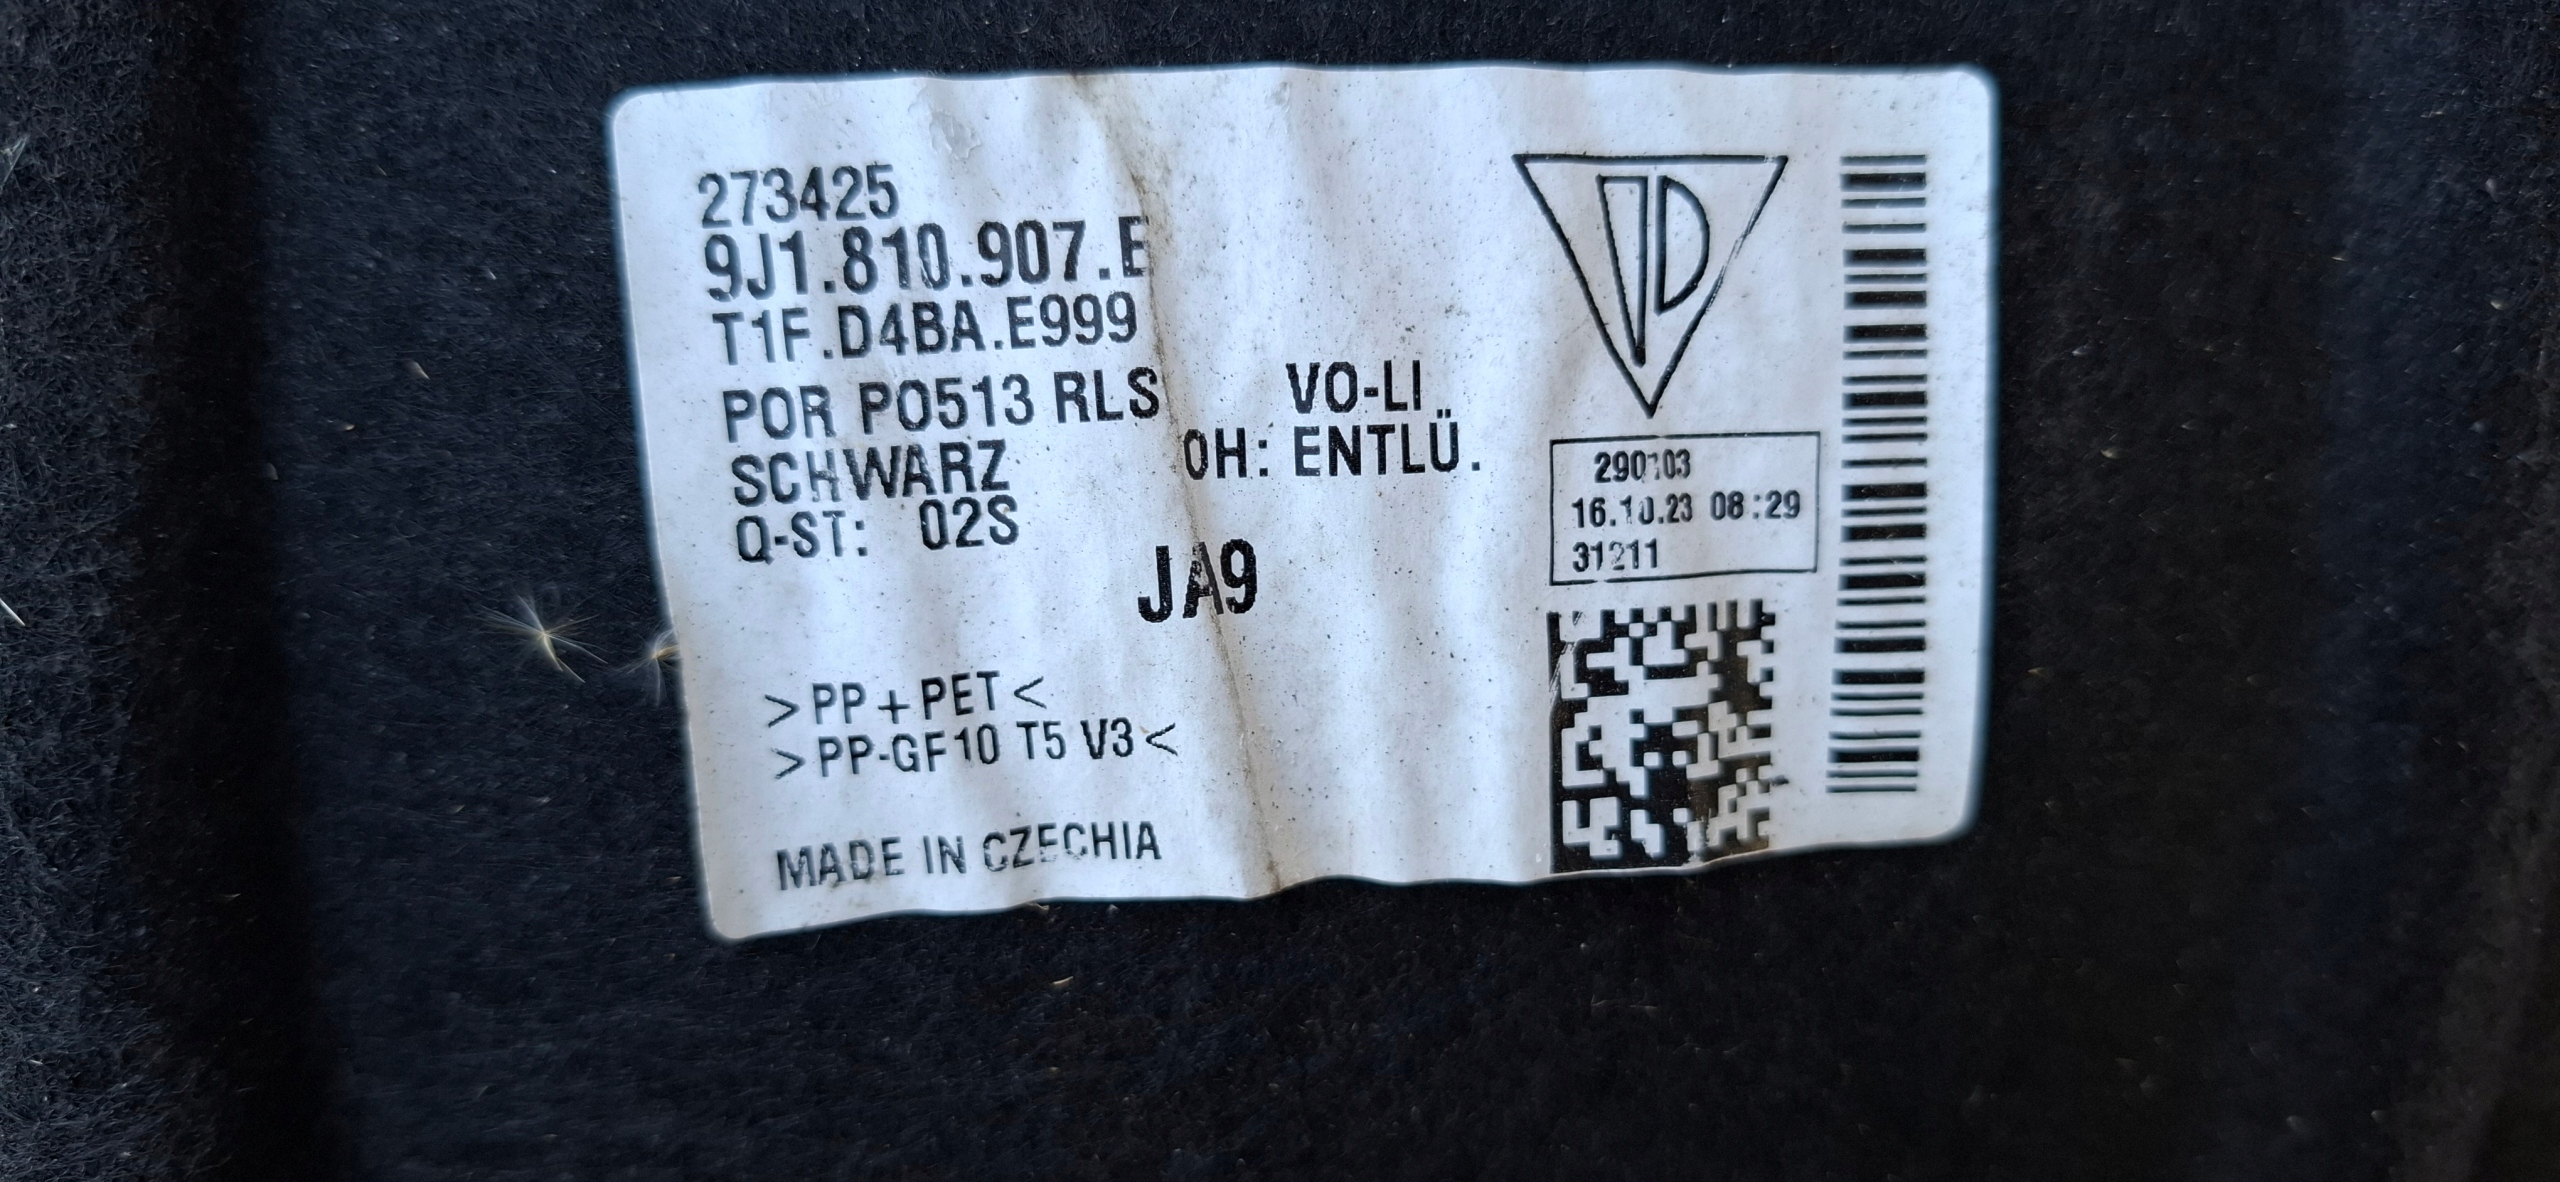 273425
9J1.810.907.E
T1F.D4BA.E999
POR PO513 RLS VO-LI
SCHWARZ OH: ENTLÜ.
Q-ST: 02S
JA9
>PP+PET<
>PP-GF10 T5 V3<
MADE IN CZECHIA
290103
16.10.23 08:29
31211